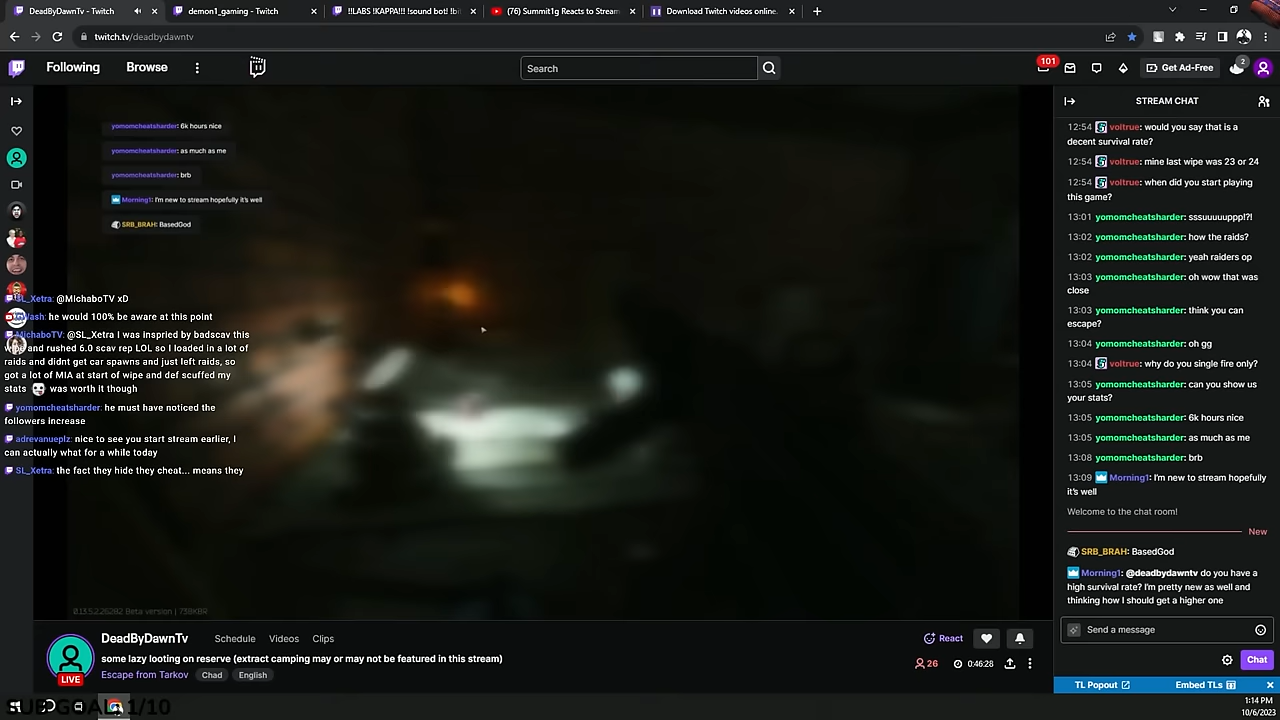 DeadByDawnTv - Twitch
demon1_gaming - Twitch
!!LABS !KAPPA!!! !sound bot! !bi
(76) Summit1g Reacts to Stream
Download Twitch videos online.
twitch.tv/deadbydawntv
Following
Browse
Search
101
Get Ad-Free
2
STREAM CHAT
yomomcheatsharder: 6k hours nice
yomomcheatsharder: as much as me
yomomcheatsharder: brb
Morning1: I'm new to stream hopefully it's well
SRB_BRAH: BasedGod
SL_Xetra: @MichaboTV xD
he would 100% be aware at this point
MichaboTV: @SL_Xetra I was inspried by badscav this
wipe and rushed 6.0 scav rep LOL so I loaded in a lot of
raids and didnt get car spawns and just left raids, so
got a lot of MIA at start of wipe and def scuffed my
stats was worth it though
yomomcheatsharder: he must have noticed the
followers increase
adrevanueplz: nice to see you start stream earlier, I
can actually what for a while today
SL_Xetra: the fact they hide they cheat... means they
0.13.5.2.26282 Beta version | 739KBR
12:54 voltrue: would you say that is a
decent survival rate?
12:54 voltrue: mine last wipe was 23 or 24
12:54 voltrue: when did you start playing
this game?
13:01 yomomcheatsharder: sssuuuuuppp!?!
13:02 yomomcheatsharder: how the raids?
13:02 yomomcheatsharder: yeah raiders op
13:03 yomomcheatsharder: oh wow that was
close
13:03 yomomcheatsharder: think you can
escape?
13:04 yomomcheatsharder: oh gg
13:04 voltrue: why do you single fire only?
13:05 yomomcheatsharder: can you show us
your stats?
13:05 yomomcheatsharder: 6k hours nice
13:05 yomomcheatsharder: as much as me
13:08 yomomcheatsharder: brb
13:09 Morning1: I'm new to stream hopefully
it's well
Welcome to the chat room!
New
SRB_BRAH: BasedGod
Morning1: @deadbydawntv do you have a
high survival rate? I'm pretty new as well and
thinking how I should get a higher one
Send a message
Chat
TL Popout
Embed TLs
LIVE
DeadByDawnTv
Schedule
Videos
Clips
some lazy looting on reserve (extract camping may or may not be featured in this stream)
Escape from Tarkov
Chad
English
React
26
0:46:28
SUB GOAL 1/10
1:14 PM
10/6/2023